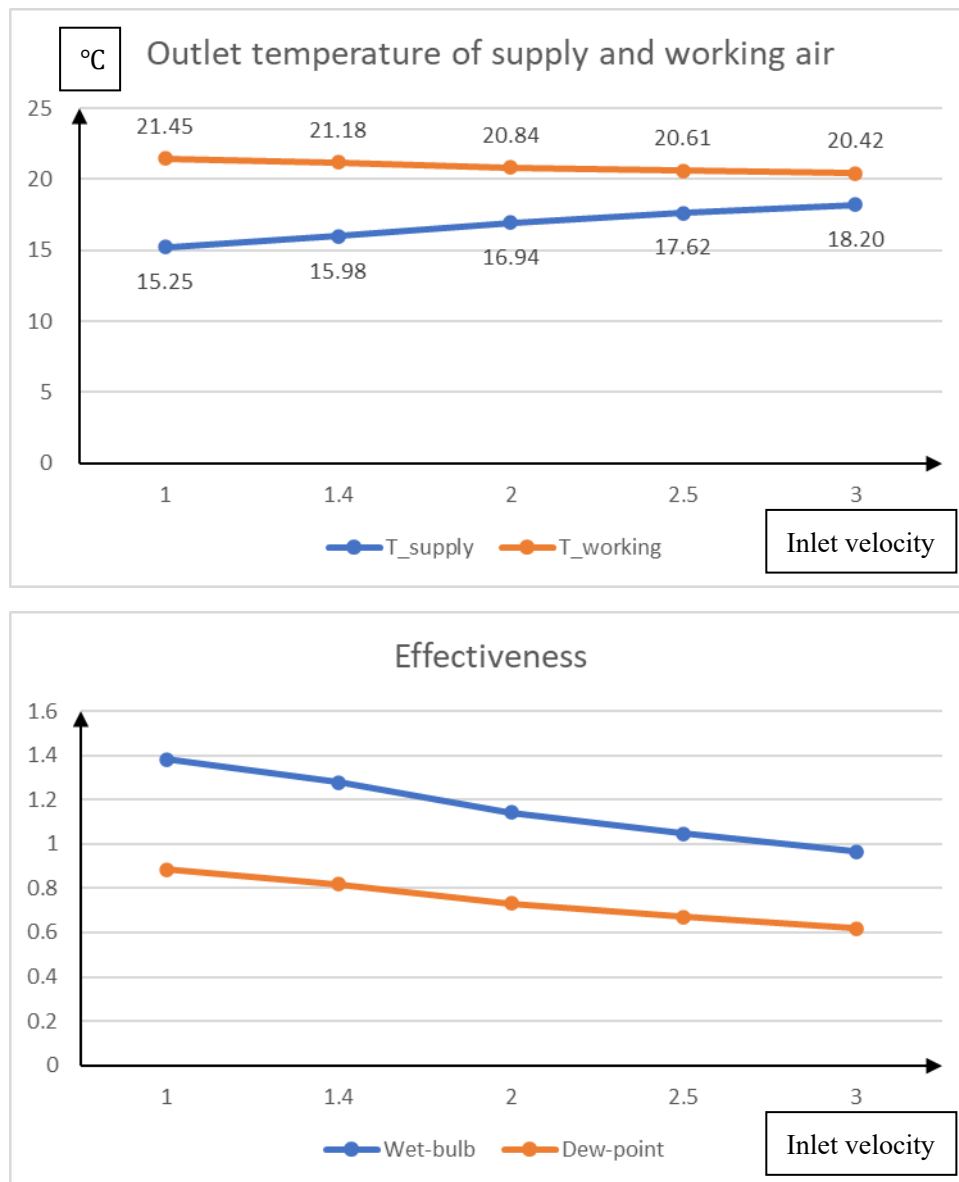 ℃
Outlet temperature of supply and working air
25
20
15
10
5
0
21.45 21.18 20.84 20.61 20.42
15.25 15.98 16.94 17.62 18.20
1 1.4 2 2.5 3
T_supply T_working
Inlet velocity
Effectiveness
1.6
1.4
1.2
1
0.8
0.6
0.4
0.2
0
1 1.4 2 2.5 3
Wet-bulb Dew-point
Inlet velocity